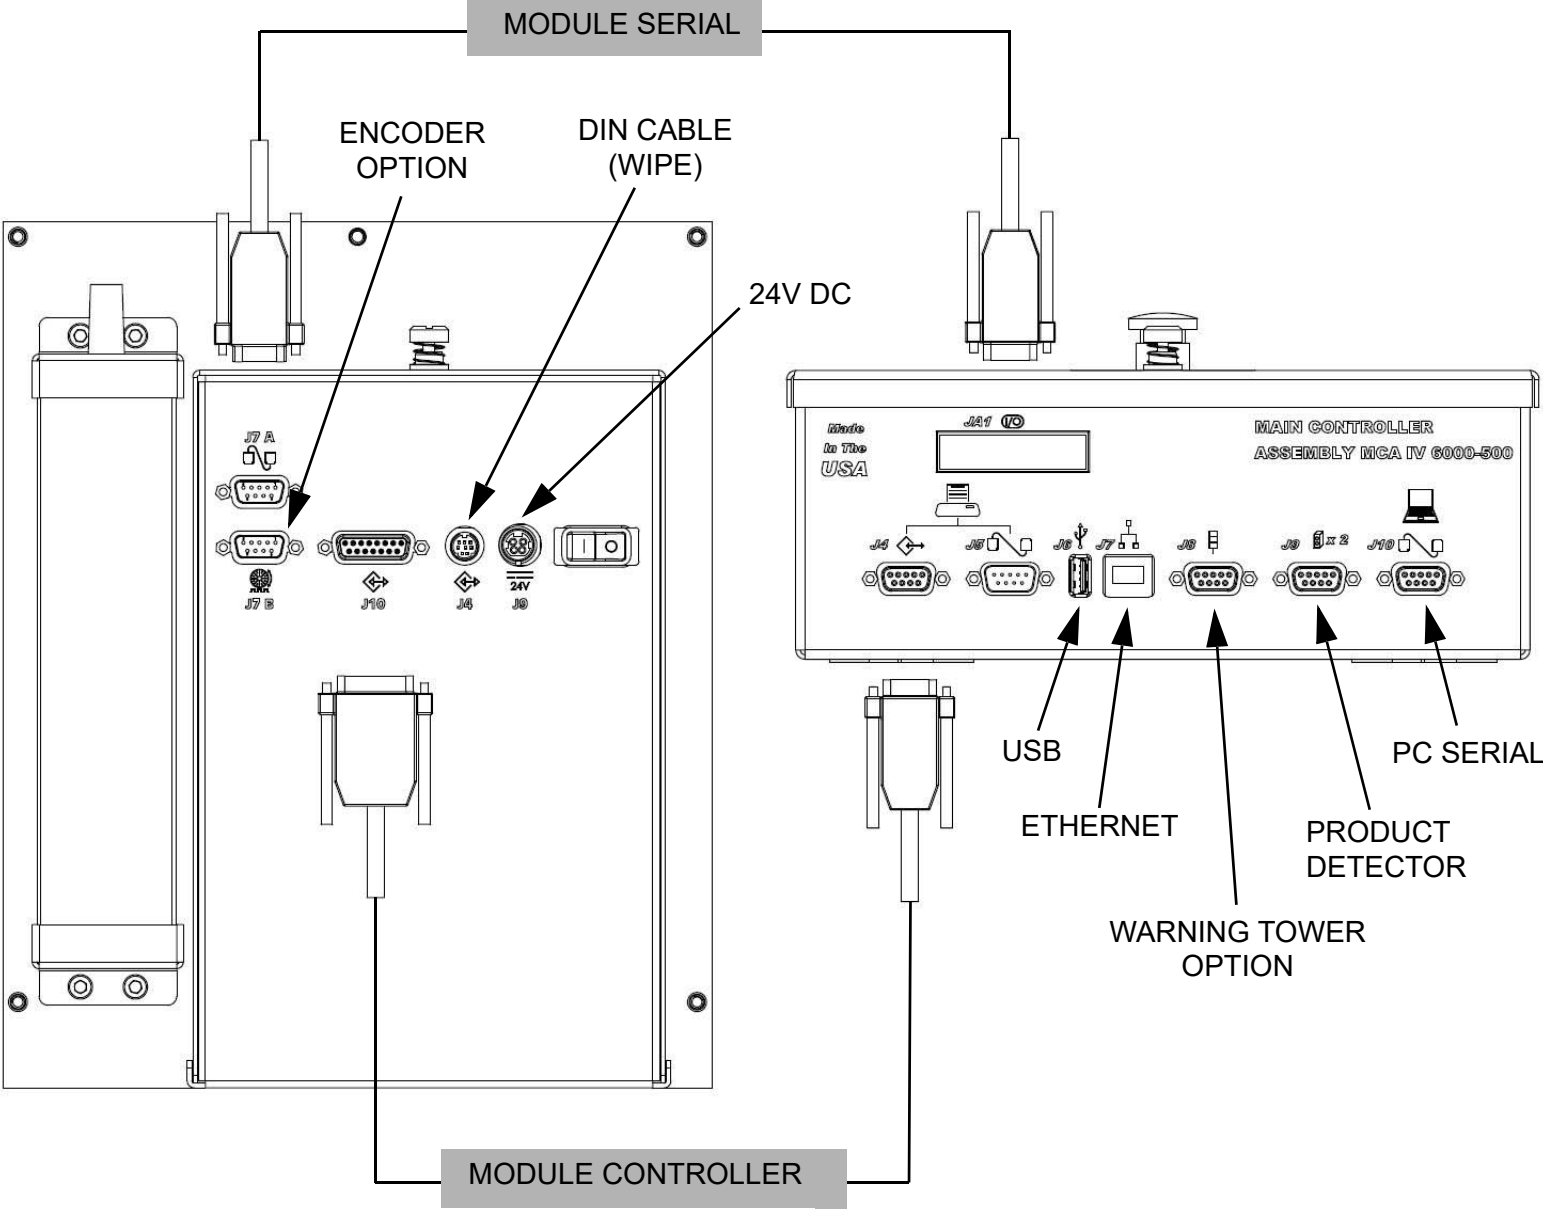 MODULE SERIAL
ENCODER
OPTION
DIN CABLE
(WIPE)
24V DC
J7 A
J7 B
J10
J4
24V
J9
Made
In The
USA
JA1 I/O
MAIN CONTROLLER
ASSEMBLY MCA IV 6000-500
J4
J5
J6
J7
J8
J9 x 2
J10
USB
ETHERNET
WARNING TOWER
OPTION
PRODUCT
DETECTOR
PC SERIAL
MODULE CONTROLLER